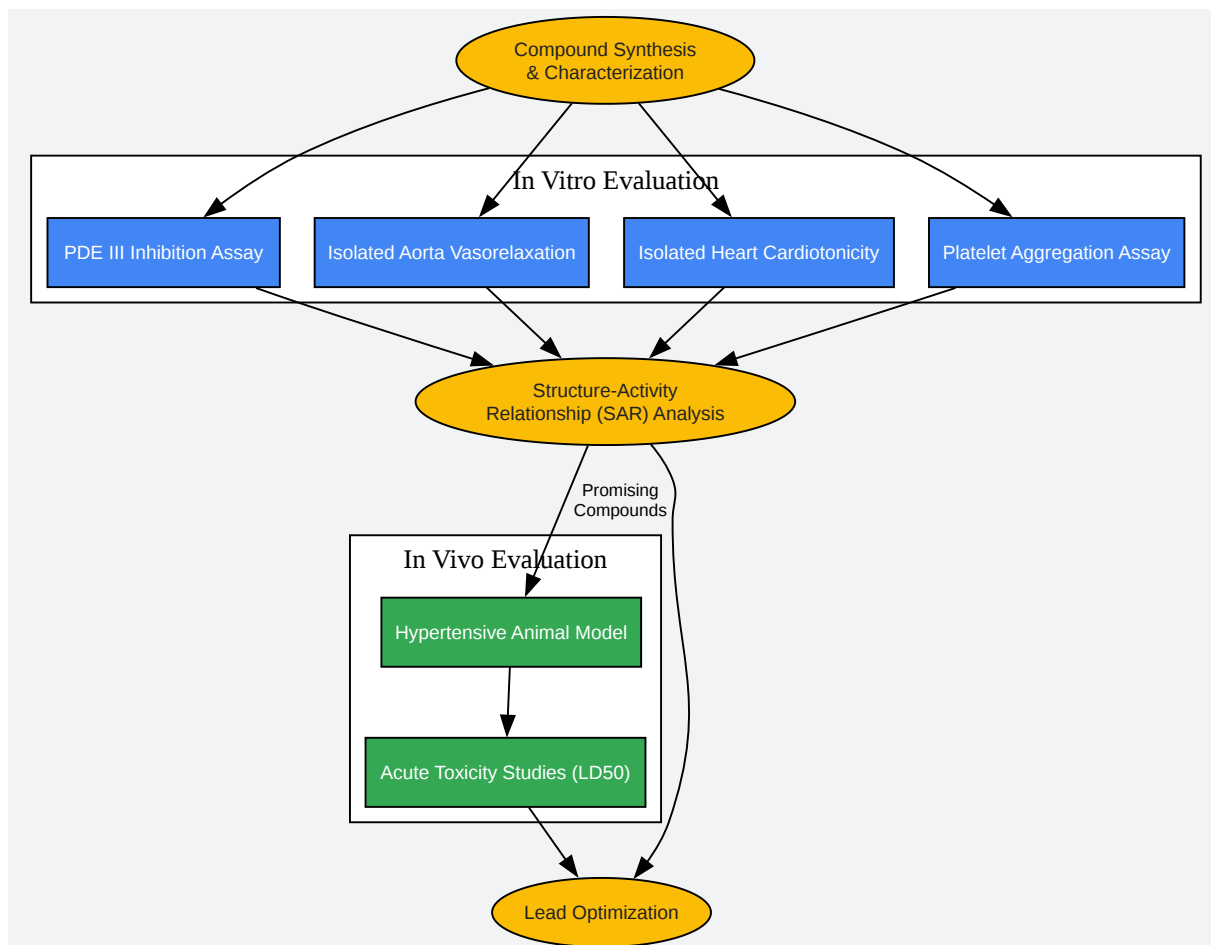 Compound Synthesis
& Characterization
In Vitro Evaluation
PDE III Inhibition Assay
Isolated Aorta Vasorelaxation
Isolated Heart Cardiotonicity
Platelet Aggregation Assay
Structure-Activity
Relationship (SAR) Analysis
Promising
Compounds
In Vivo Evaluation
Hypertensive Animal Model
Acute Toxicity Studies (LD50)
Lead Optimization